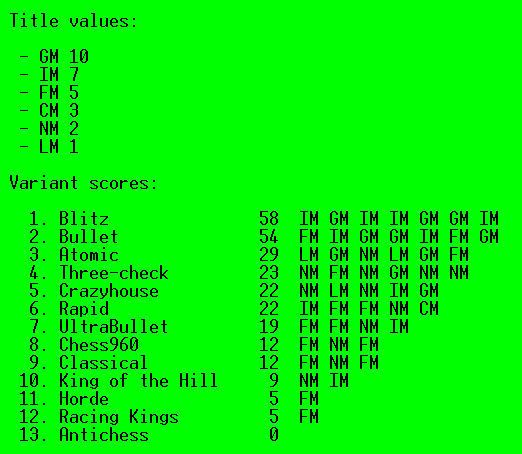 Title values:
- GM 10
- IM 7
- FM 5
- CM 3
- NM 2
- LM 1
Variant scores:
1. Blitz 58 IM GM IM IM GM GM IM
2. Bullet 54 FM IM GM GM IM FM GM
3. Atomic 29 LM GM NM LM GM FM
4. Three-check 23 NM FM NM GM NM NM
5. Crazyhouse 22 NM LM NM IM GM
6. Rapid 22 IM FM FM NM CM
7. UltraBullet 19 FM FM NM IM
8. Chess960 12 FM NM FM
9. Classical 12 FM NM FM
10. King of the Hill 9 NM IM
11. Horde 5 FM
12. Racing Kings 5 FM
13. Antichess 0